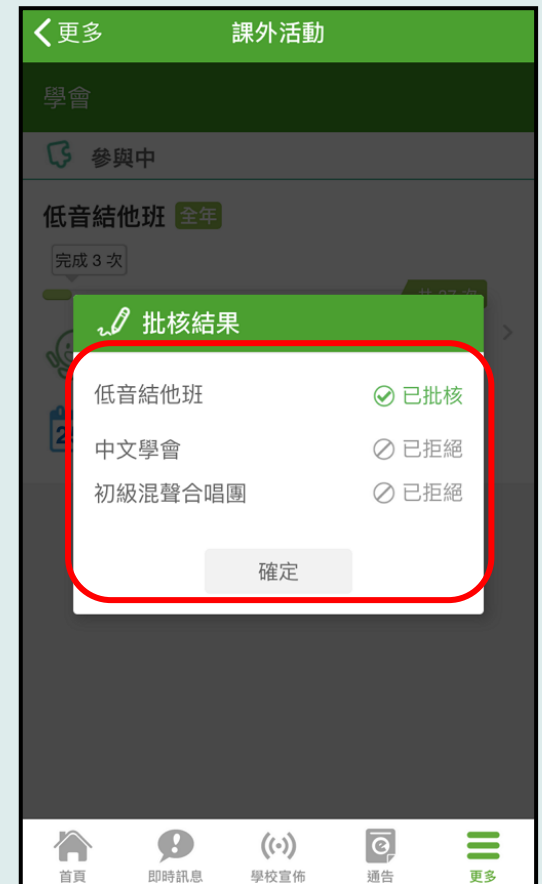 更多 課外活動
學會
參與中
低音結他班 全年
完成 3 次
共 27 次
批核結果
低音結他班 已批核
中文學會 已拒絕
初級混聲合唱團 已拒絕
確定
首頁 即時訊息 學校宣佈 通告 更多